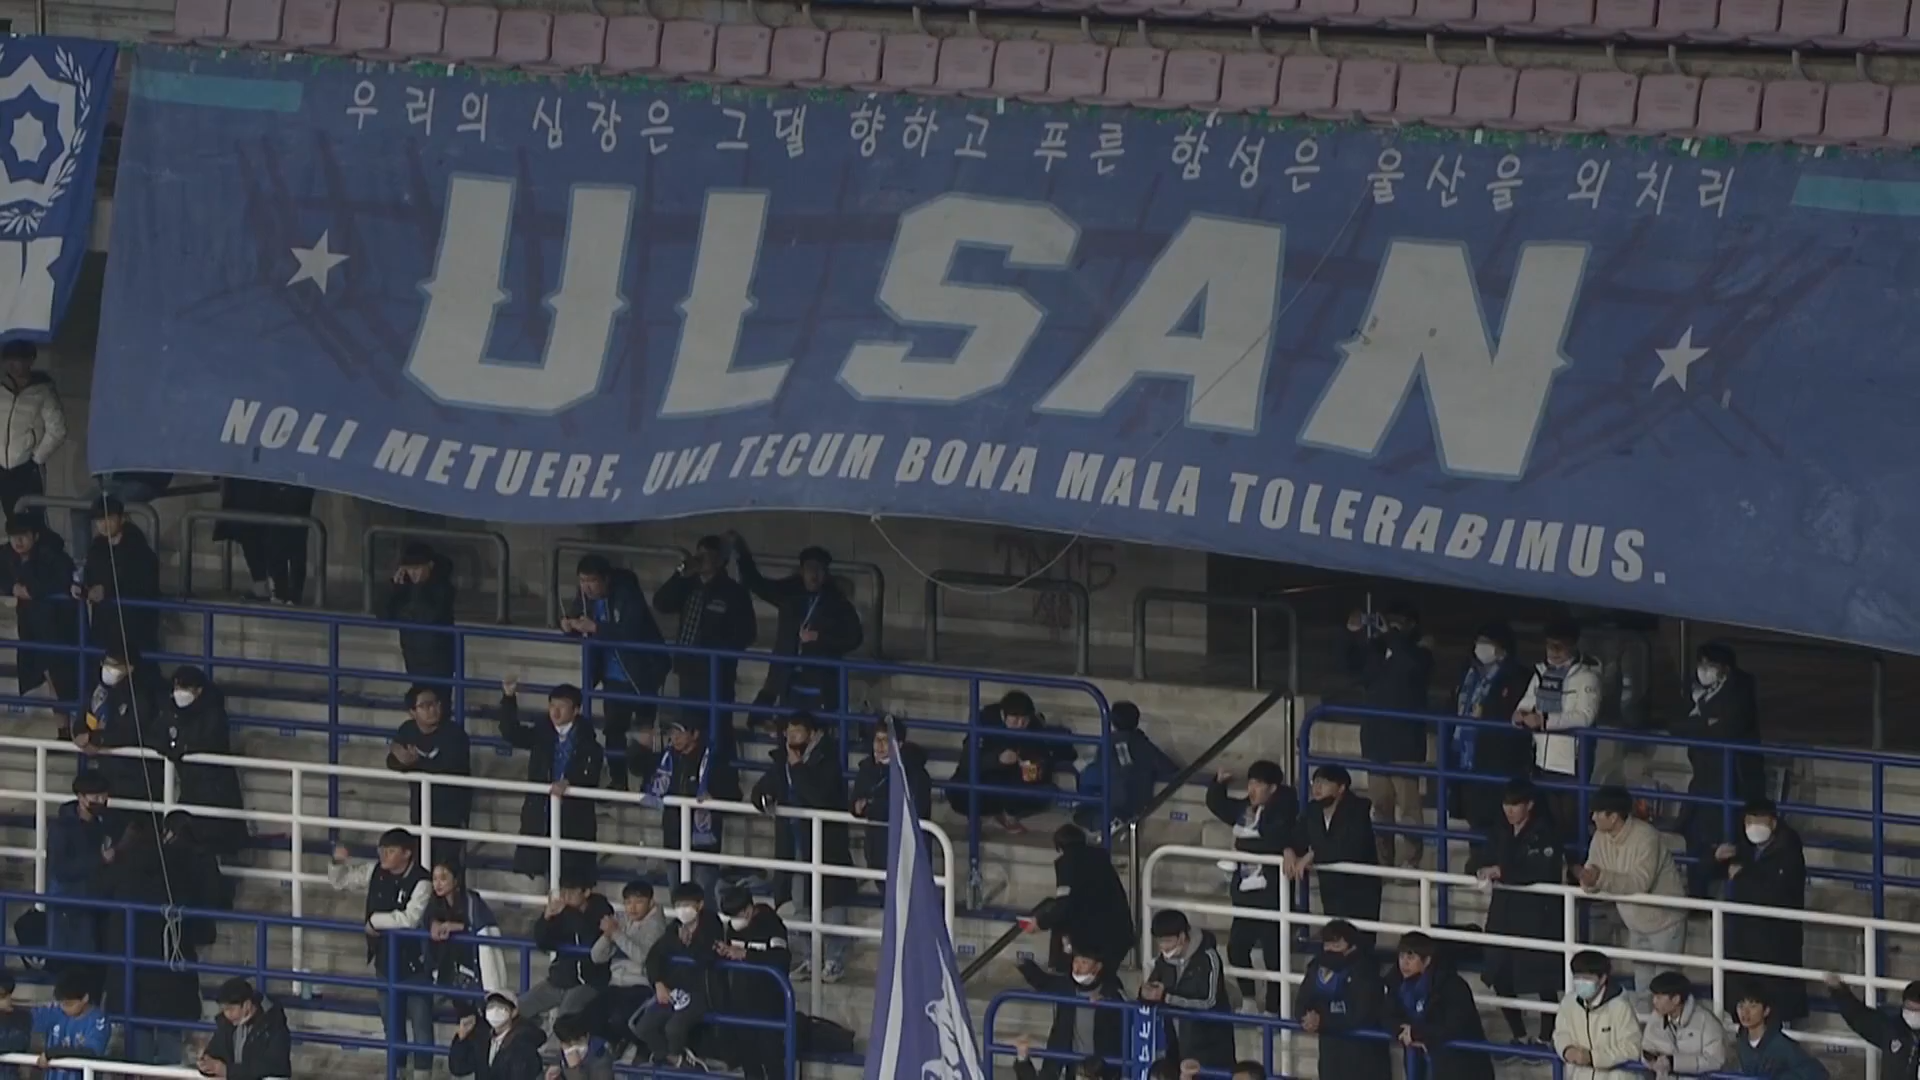 우리의 심장은 그댈 향하고 푸른 함성은 울산을 외치리
ULSAN
NOLI METUERE, UNA TECUM BONA MALA TOLERABIMUS.